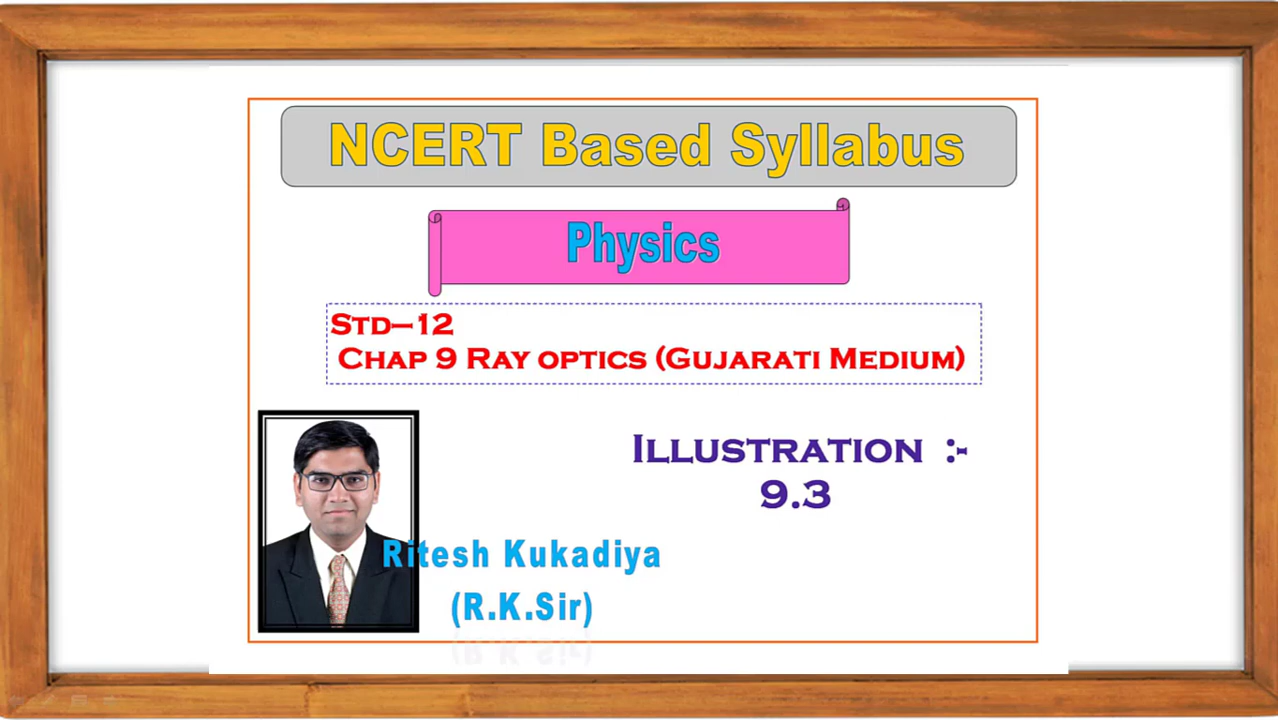 NCERT Based Syllabus
Physics
STD–12
CHAP 9 RAY OPTICS (GUJARATI MEDIUM)
ILLUSTRATION :-
9.3
Ritesh Kukadiya
(R.K.Sir)